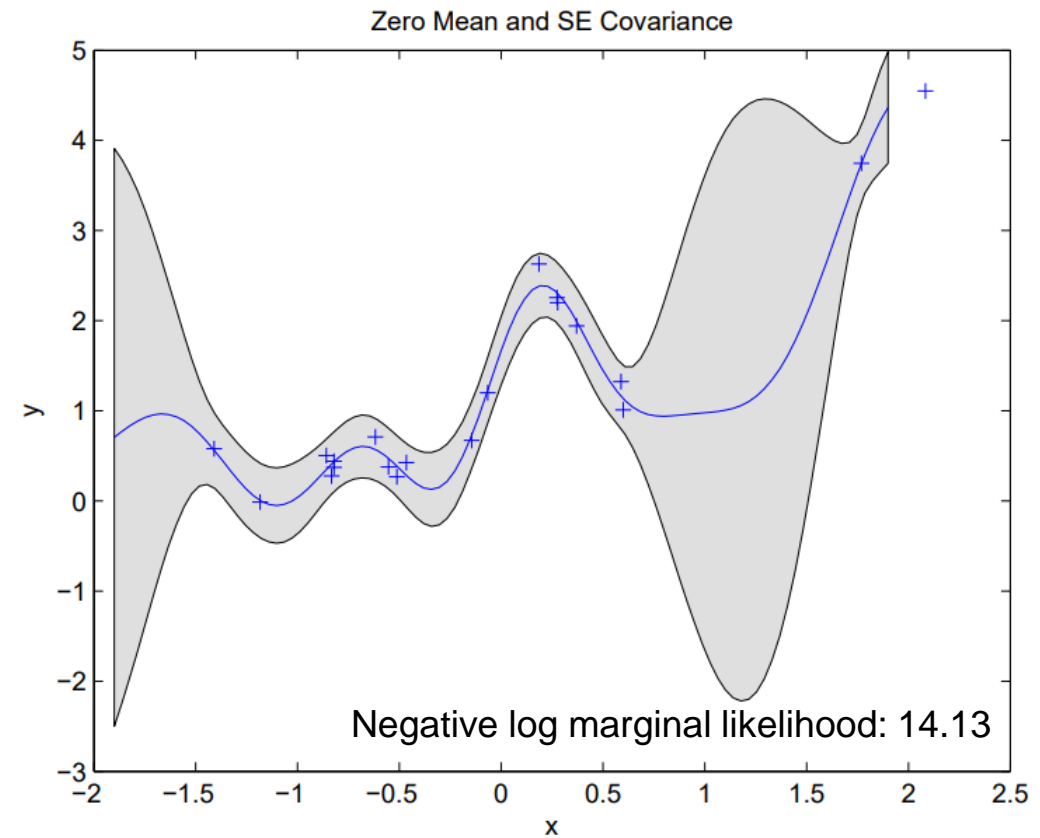 Zero Mean and SE Covariance
5
4
3
2
1
0
−1
−2
−3
y
Negative log marginal likelihood: 14.13
−2 −1.5 −1 −0.5 0 0.5 1 1.5 2 2.5
x